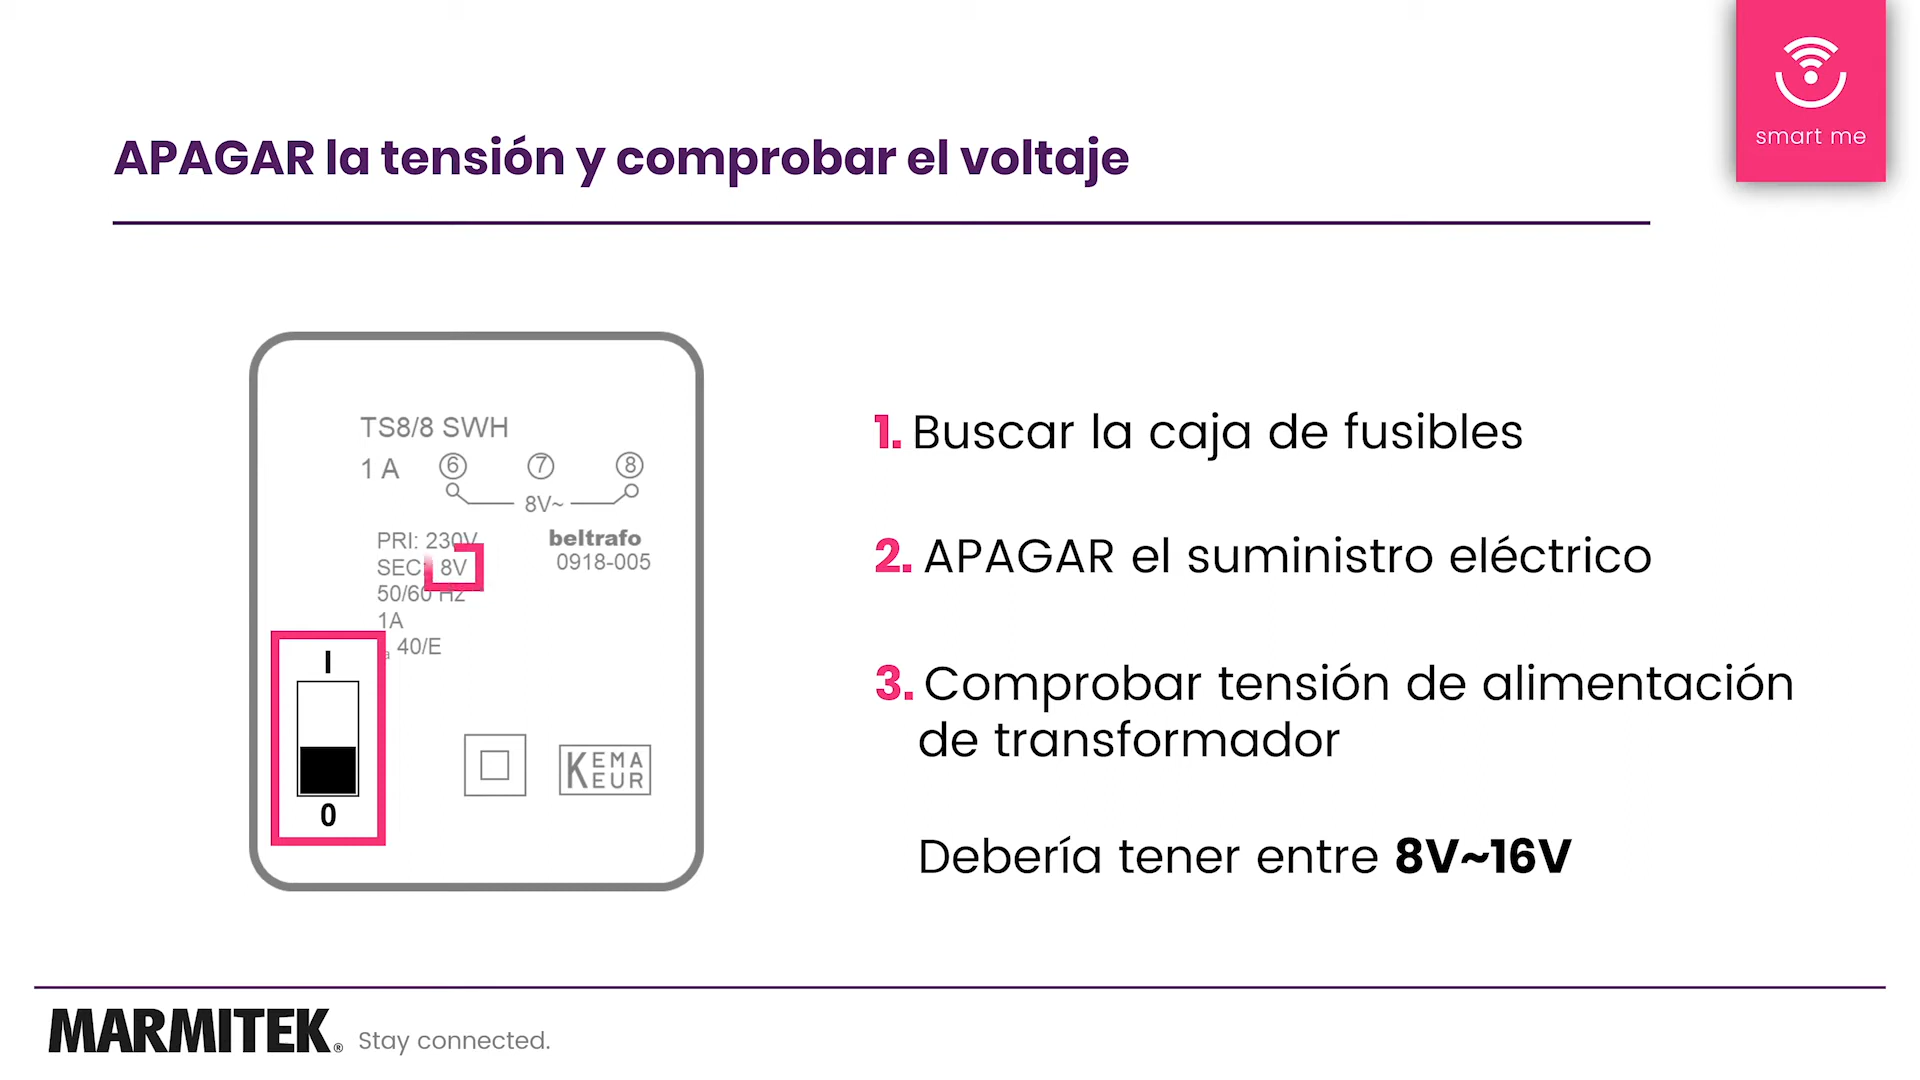 smart me
APAGAR la tensión y comprobar el voltaje
TS8/8 SWH
1 A 6 7 8
8V~
PRI: 230V
SEC: 8V
50/60 HZ
1A
40/E
beltrafo
0918-005
I
0
KEMA
EUR
1. Buscar la caja de fusibles
2. APAGAR el suministro eléctrico
3. Comprobar tensión de alimentación
de transformador
Debería tener entre 8V~16V
MARMITEK® Stay connected.